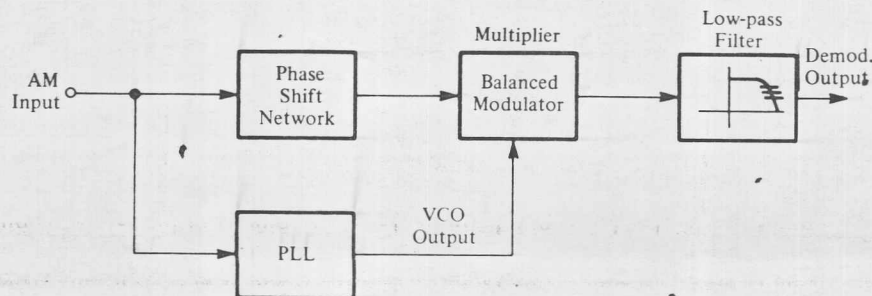 AM
Input
Phase
Shift
Network
Multiplier
Balanced
Modulator
Low-pass
Filter
Demod.
Output
PLL
VCO
Output